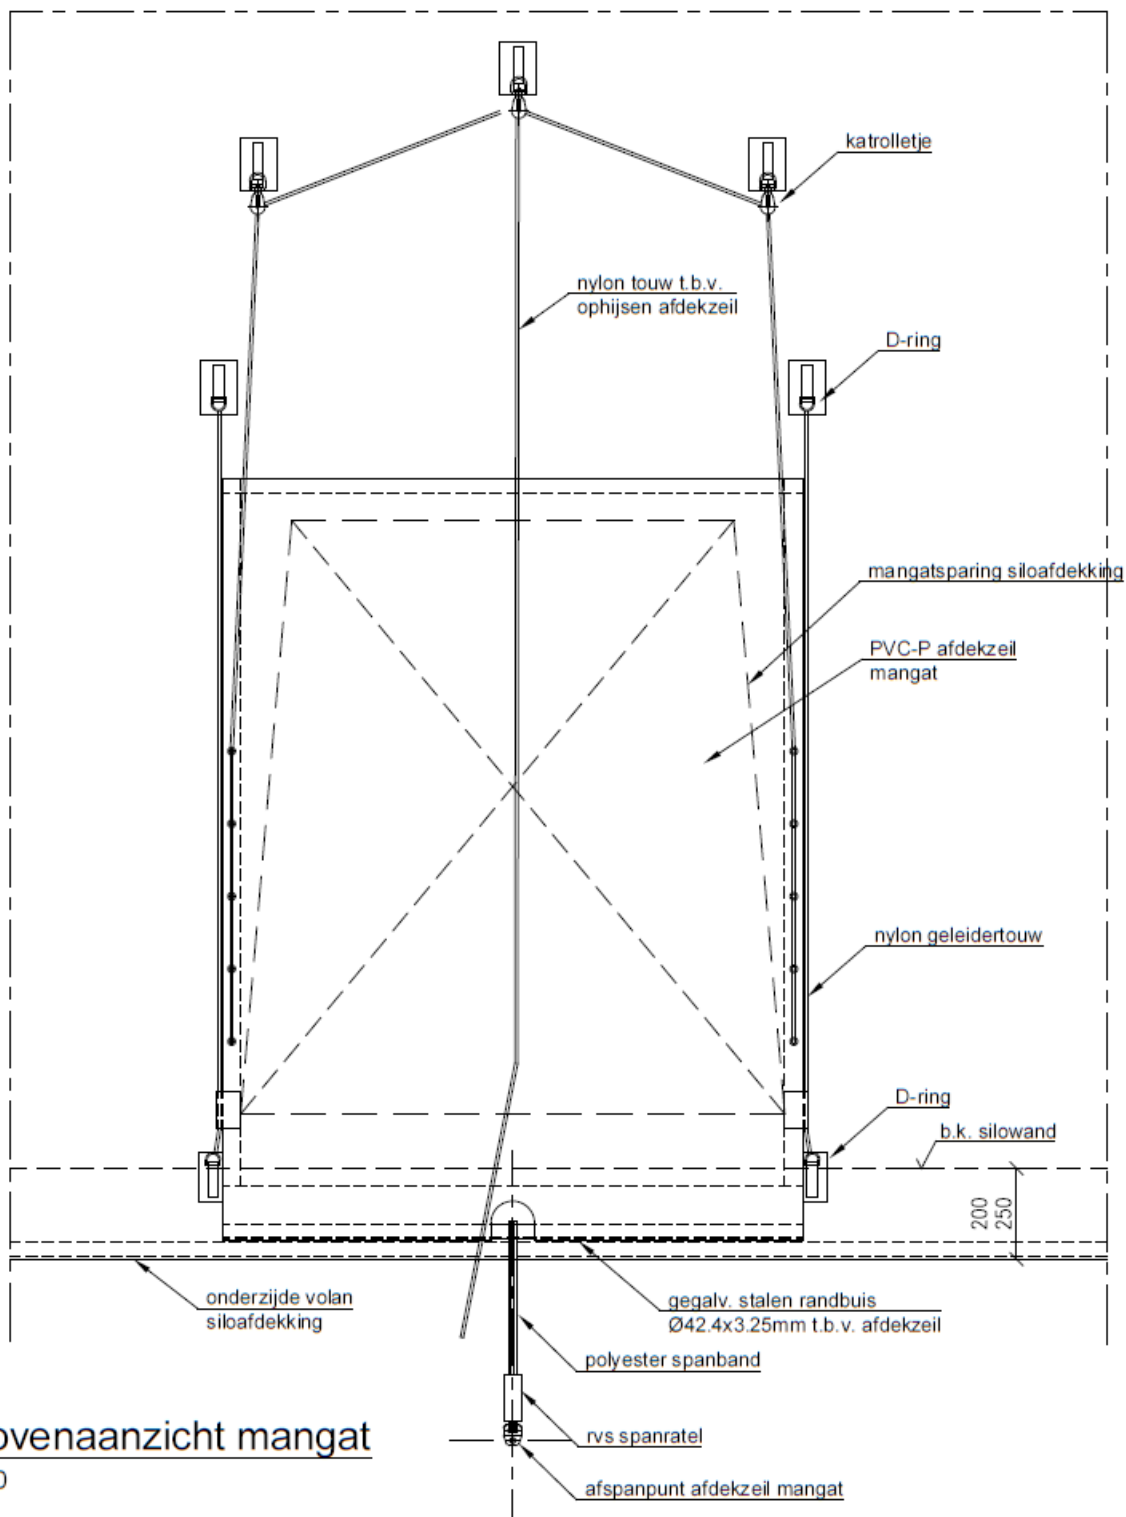 katrolletje
nylon touw t.b.v.
ophijsen afdekzeil
D-ring
mangatsparing siloafdekking
PVC-P afdekzeil
mangat
nylon geleidertouw
D-ring
b.k. silowand
200
250
onderzijde volan
siloafdekking
gegalv. stalen randbuis
Ø42.4x3.25mm t.b.v. afdekzeil
polyester spanband
rvs spanratel
afspanpunt afdekzeil mangat
ovenaanzicht mangat
0